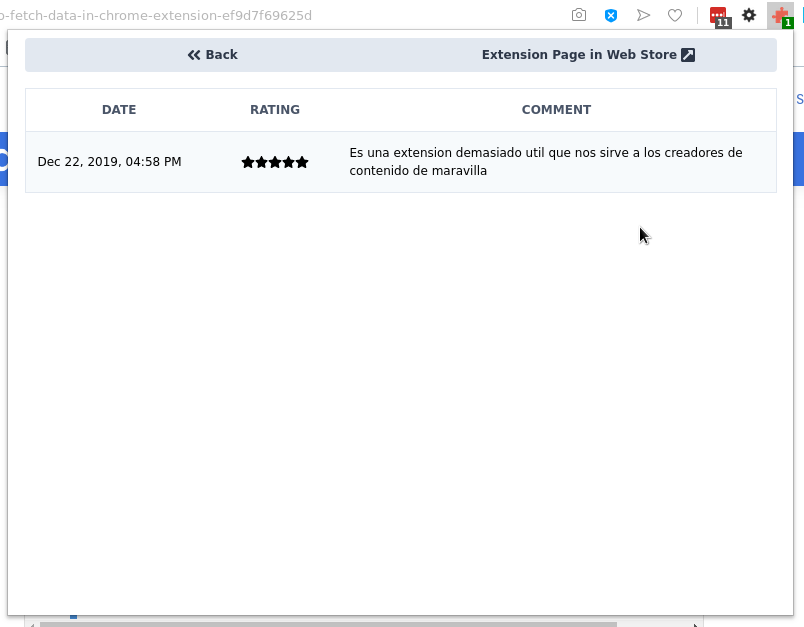 o-fetch-data-in-chrome-extension-ef9d7f69625d
11
1
Back
Extension Page in Web Store
DATE
RATING
COMMENT
Dec 22, 2019, 04:58 PM
Es una extension demasiado util que nos sirve a los creadores de
contenido de maravilla
S